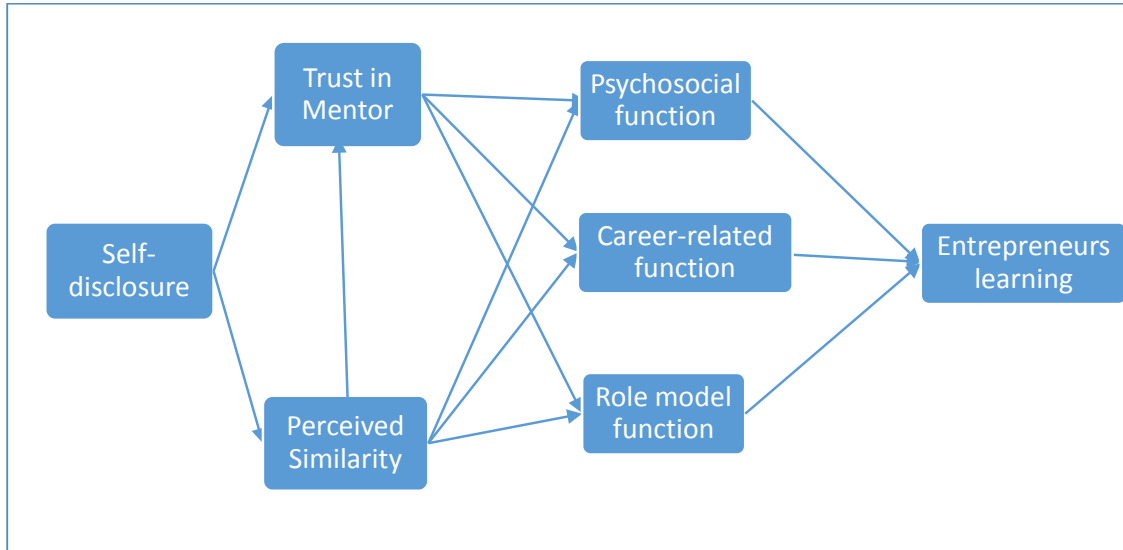 Trust in
Mentor
Psychosocial
function
Self-
disclosure
Career-related
function
Entrepreneurs
learning
Perceived
Similarity
Role model
function